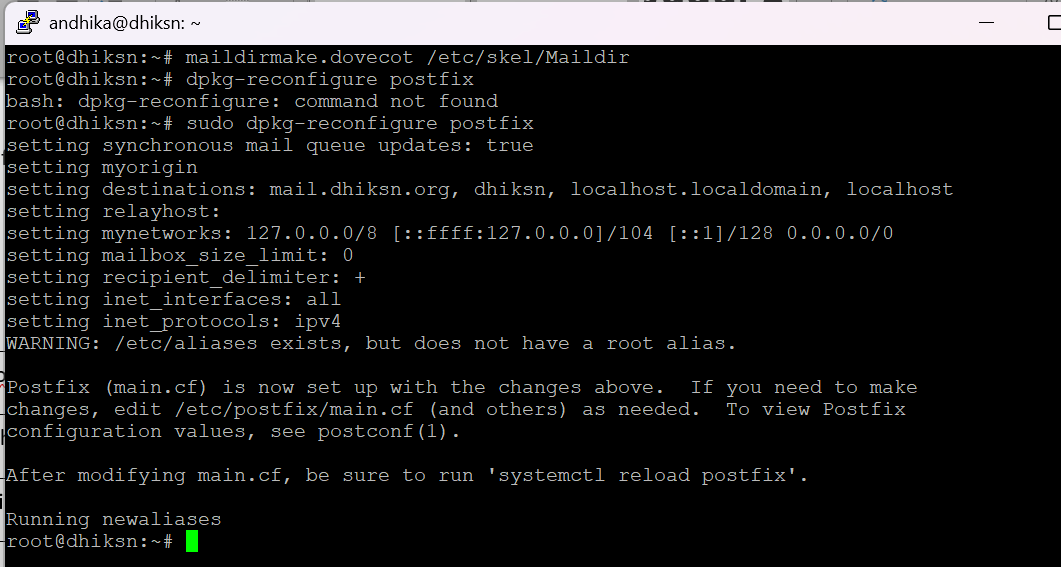 andhika@dhiksn: ~
root@dhiksn:~# maildirmake.dovecot /etc/skel/Maildir
root@dhiksn:~# dpkg-reconfigure postfix
bash: dpkg-reconfigure: command not found
root@dhiksn:~# sudo dpkg-reconfigure postfix
setting synchronous mail queue updates: true
setting myorigin
setting destinations: mail.dhiksn.org, dhiksn, localhost.localdomain, localhost
setting relayhost:
setting mynetworks: 127.0.0.0/8 [::ffff:127.0.0.0]/104 [::1]/128 0.0.0.0/0
setting mailbox_size_limit: 0
setting recipient_delimiter: +
setting inet_interfaces: all
setting inet_protocols: ipv4
WARNING: /etc/aliases exists, but does not have a root alias.
Postfix (main.cf) is now set up with the changes above.  If you need to make
changes, edit /etc/postfix/main.cf (and others) as needed.  To view Postfix
configuration values, see postconf(1).
After modifying main.cf, be sure to run 'systemctl reload postfix'.
Running newaliases
root@dhiksn:~#